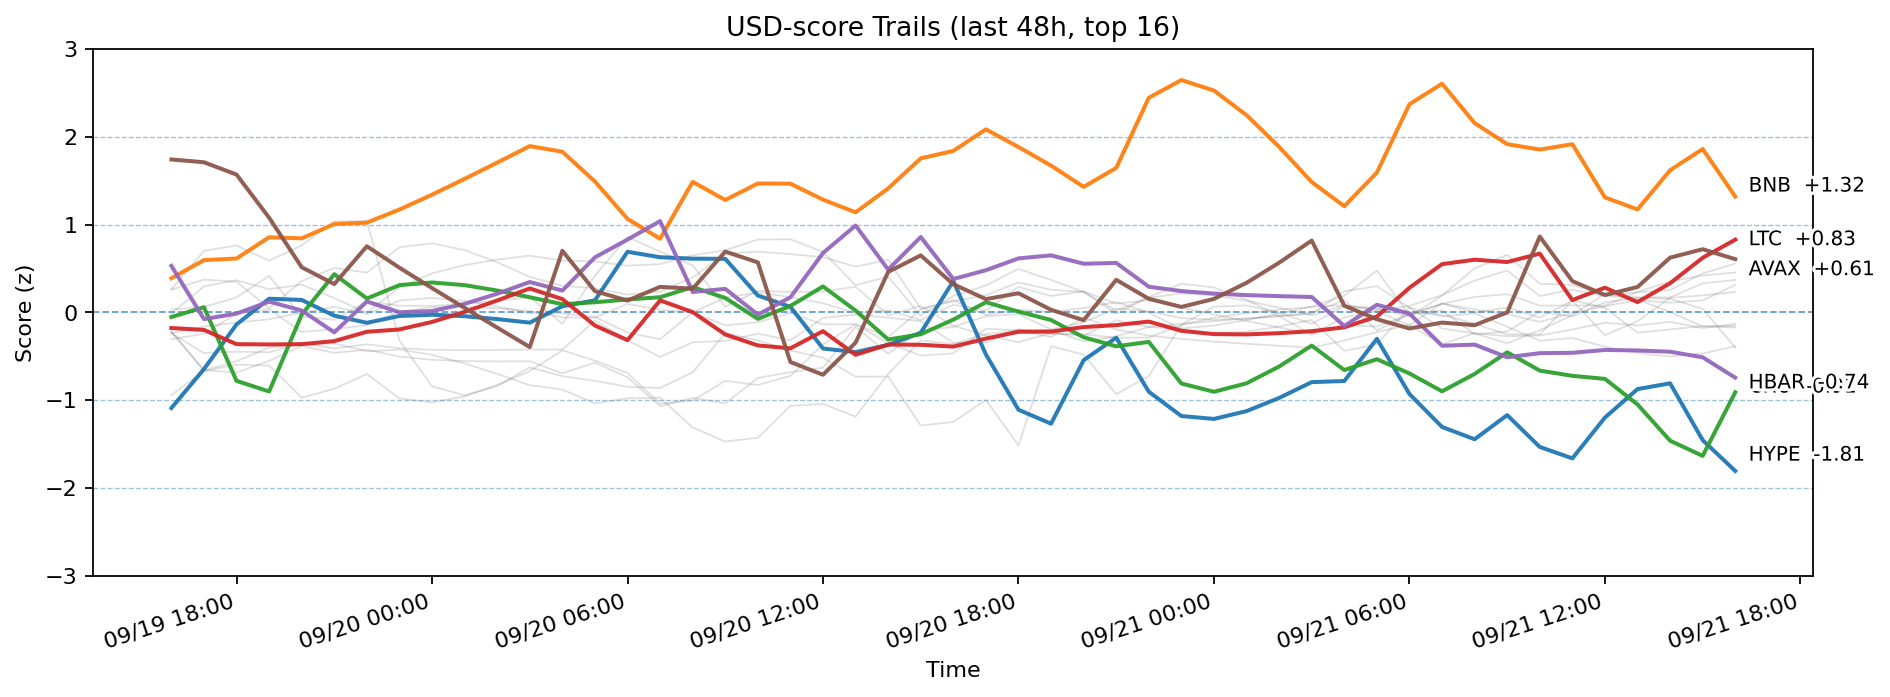 USD-score Trails (last 48h, top 16)
3
2
1
0
−1
−2
−3
Score (z)
BNB +1.32
LTC +0.83
AVAX +0.61
HBAR -0.74
HYPE -1.81
09/19 18:00
09/20 00:00
09/20 06:00
09/20 12:00
09/20 18:00
09/21 00:00
09/21 06:00
09/21 12:00
09/21 18:00
Time